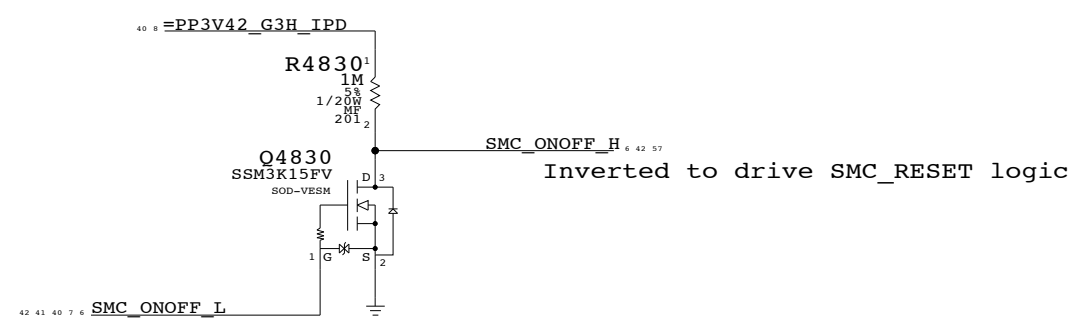 40 8 =PP3V42_G3H_IPD
R4830 1
1M
5%
1/20W
MF
201 2
SMC_ONOFF_H 6 42 57
Q4830
SSM3K15FV
SOD-VESM
D 3
Inverted to drive SMC_RESET logic
1 G S 2
42 41 40 7 6 SMC_ONOFF_L